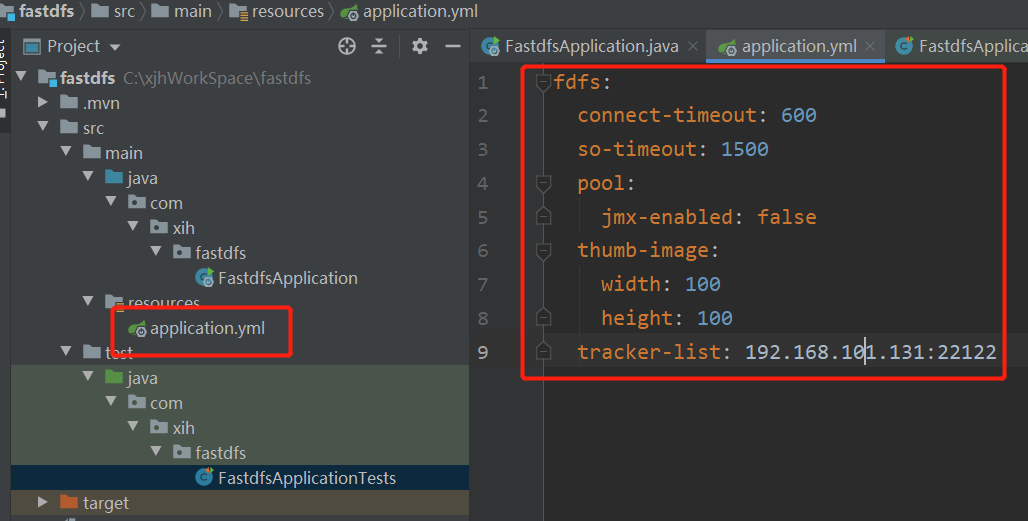 fastdfs src main resources application.yml
Project
FastdfsApplication.java application.yml FastdfsApplica
fastdfs C:\xjhWorkSpace\fastdfs
.mvn
src
main
java
com
xih
fastdfs
FastdfsApplication
resources
application.yml
test
java
com
xih
fastdfs
FastdfsApplicationTests
target
1 fdfs:
2 connect-timeout: 600
3 so-timeout: 1500
4 pool:
5 jmx-enabled: false
6 thumb-image:
7 width: 100
8 height: 100
9 tracker-list: 192.168.101.131:22122